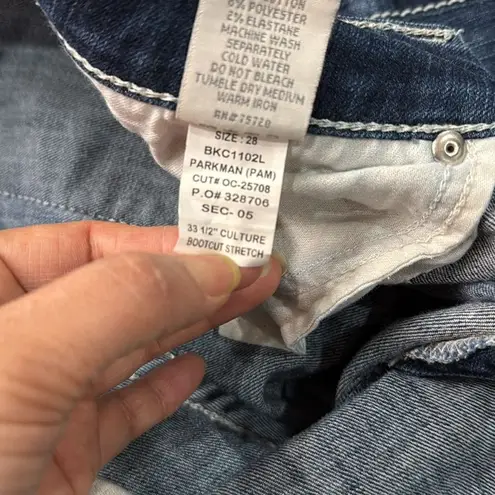 COTTON
6% POLYESTER
2% ELASTANE
MACHINE WASH
SEPARATELY
COLD WATER
DO NOT BLEACH
TUMBLE DRY MEDIUM
WARM IRON
RN# 75720
SIZE: 28
BKC1102L
PARKMAN (PAM)
CUT# OC-25708
P.O# 328706
SEC- 05
33 1/2" CULTURE
BOOTCUT STRETCH